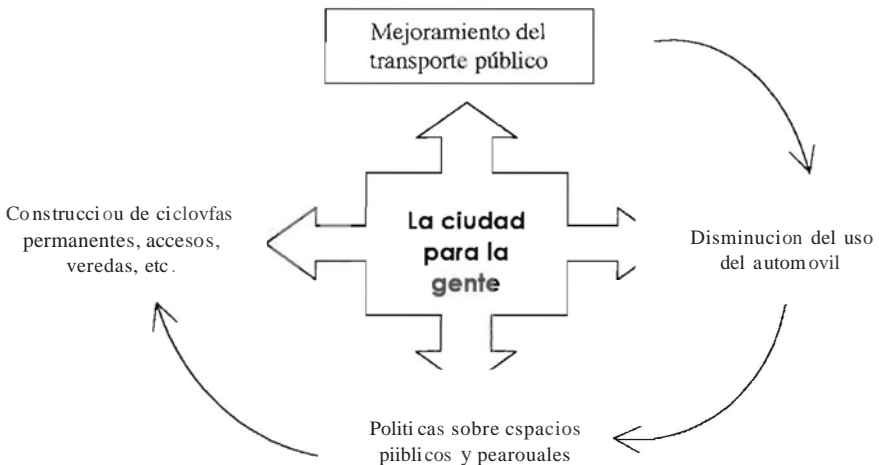 Mejoramiento del
transporte público
La ciudad
para la
gente
Construcciou de ciclovfas
permanentes, accesos,
veredas, etc.
Disminucion del uso
del automovil
Politicas sobre cspacios
piiblicos y pearouales